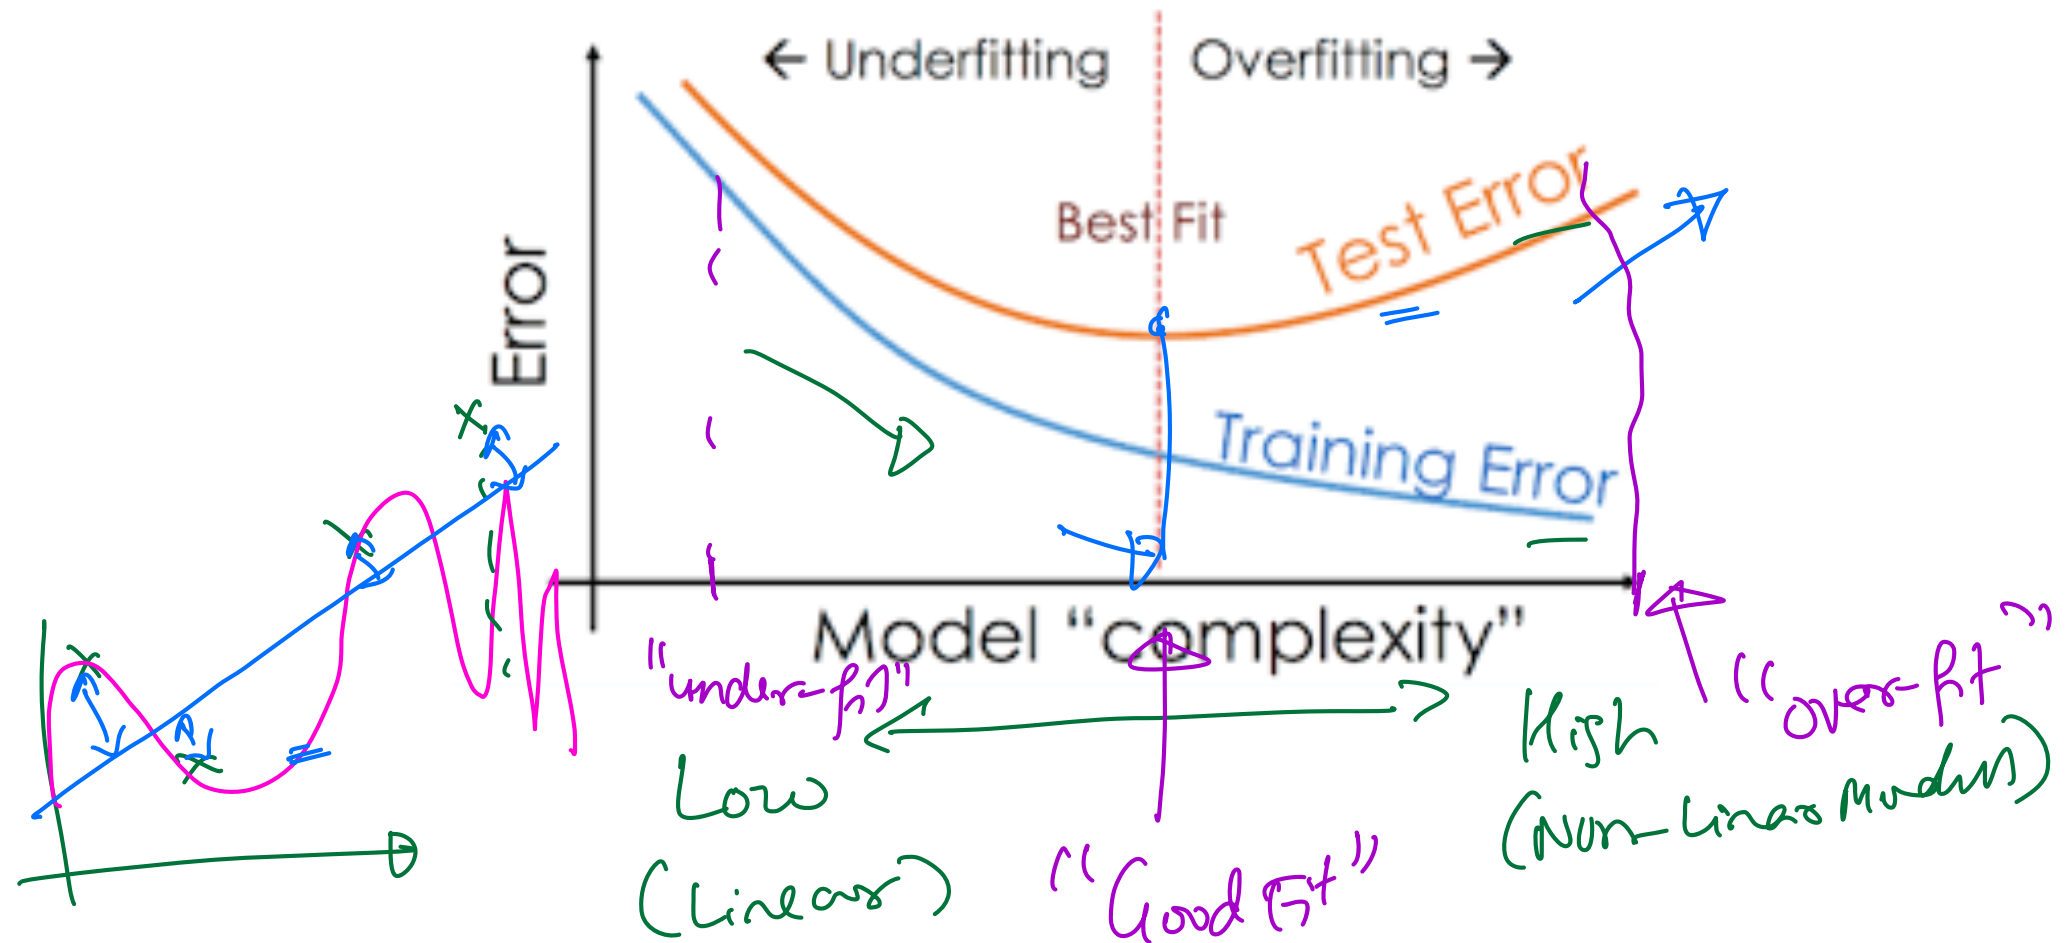 ← Underfitting
Overfitting →
Best Fit
Test Error
Error
Training Error
Model “complexity”
"under-fit"
"over-fit"
Low
High
(Linear)
"Good Fit"
(Non-Linear Models)